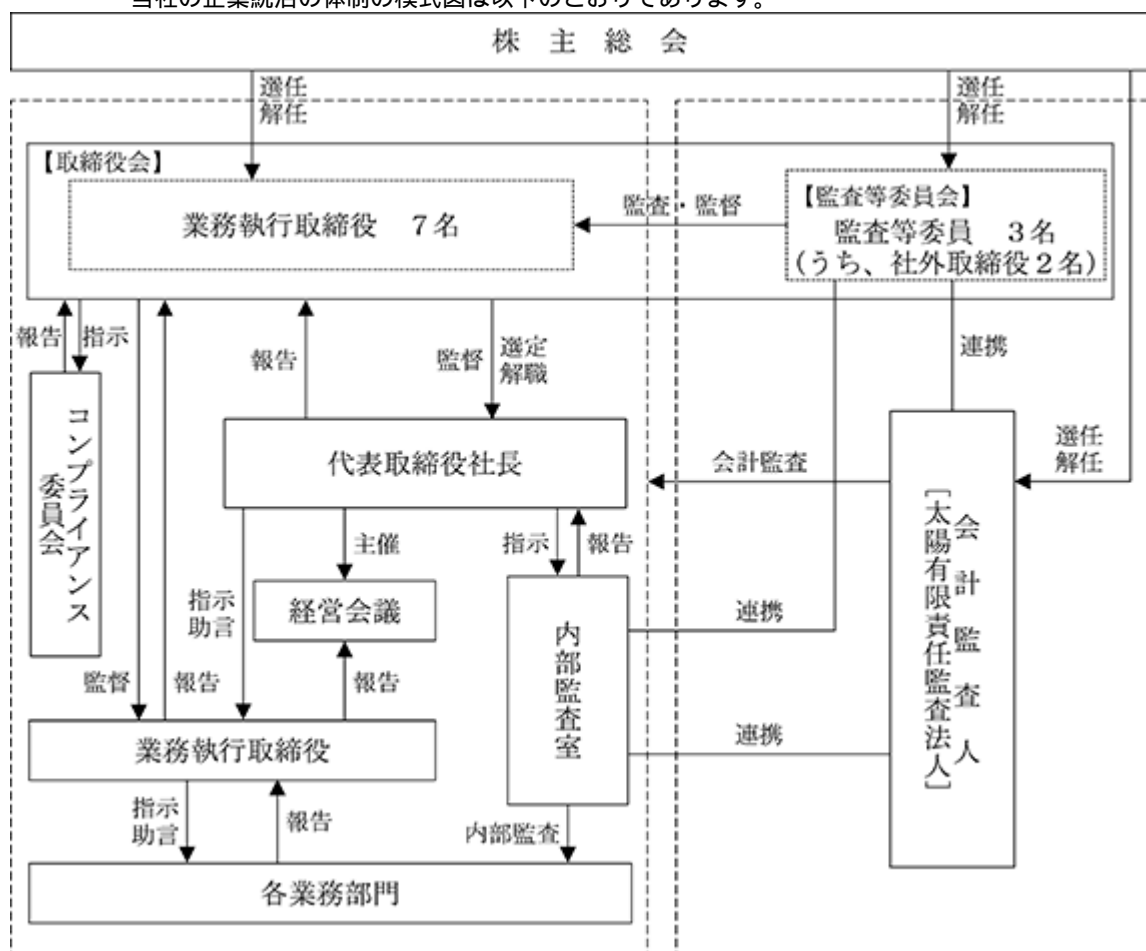 当社の企業統治の体制の模式図は以下のとおりであります。
株主総会
選任
解任
選任
解任
【取締役会】
業務執行取締役 7名
監査・監督
【監査等委員会】
監査等委員 3名
(うち、社外取締役2名)
報告
指示
報告
監督
選定
解職
連携
コンプライアンス
委員会
代表取締役社長
会計監査
選任
解任
会計監査人
[太陽有限責任監査法人]
主催
指示
報告
指示
助言
経営会議
内部監査室
連携
監督
報告
報告
連携
業務執行取締役
指示
助言
報告
内部監査
各業務部門